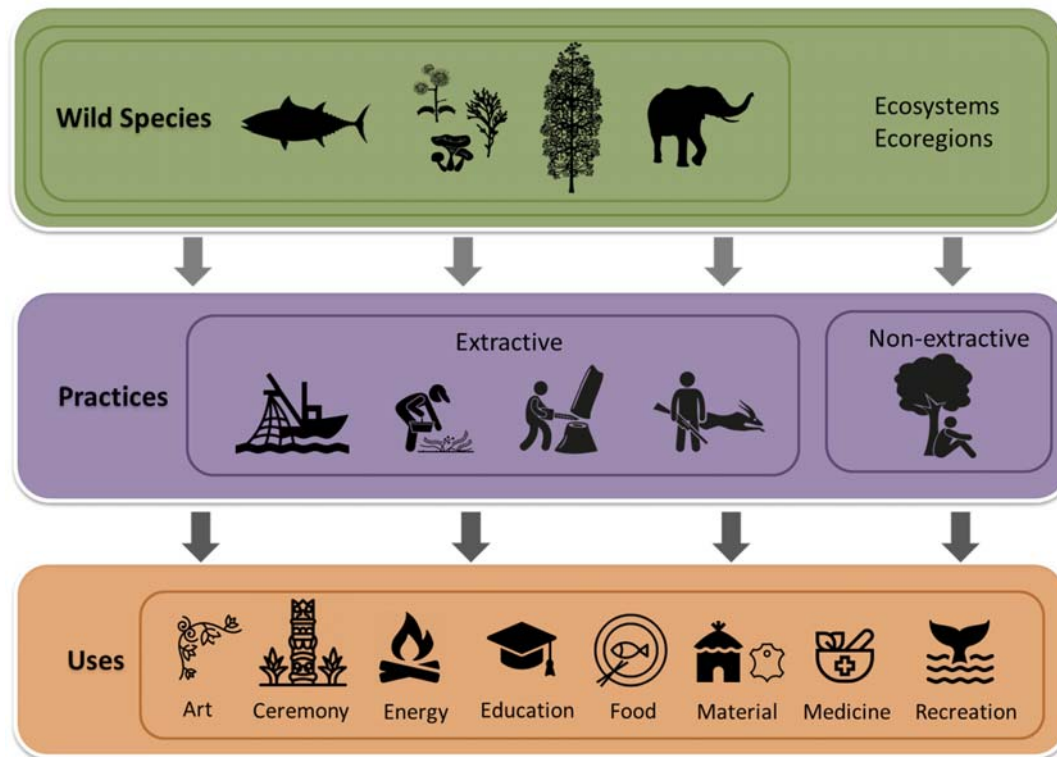 Wild Species
Ecosystems
Ecoregions
Practices
Extractive
Non-extractive
Uses
Art
Ceremony
Energy
Education
Food
Material
Medicine
Recreation